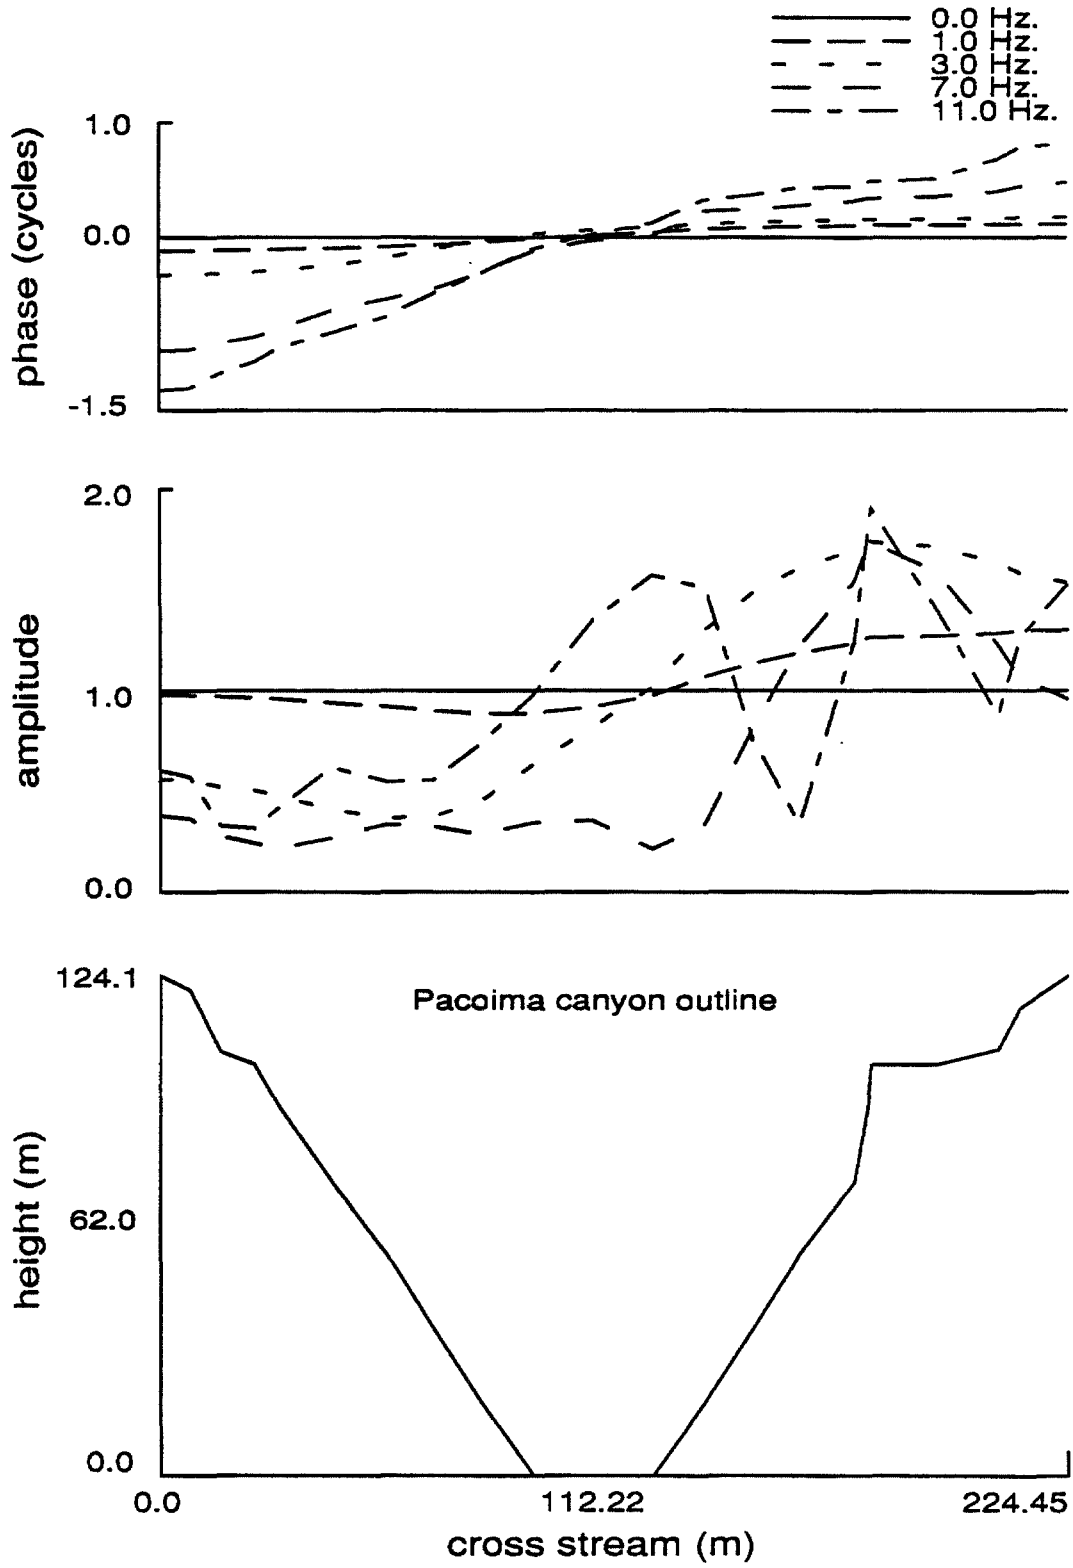 0.0 Hz.
1.0 Hz.
3.0 Hz.
7.0 Hz.
11.0 Hz.
1.0
0.0
-1.5
phase (cycles)
2.0
1.0
0.0
amplitude
124.1
Pacoima canyon outline
62.0
0.0
height (m)
0.0 112.22 224.45
cross stream (m)